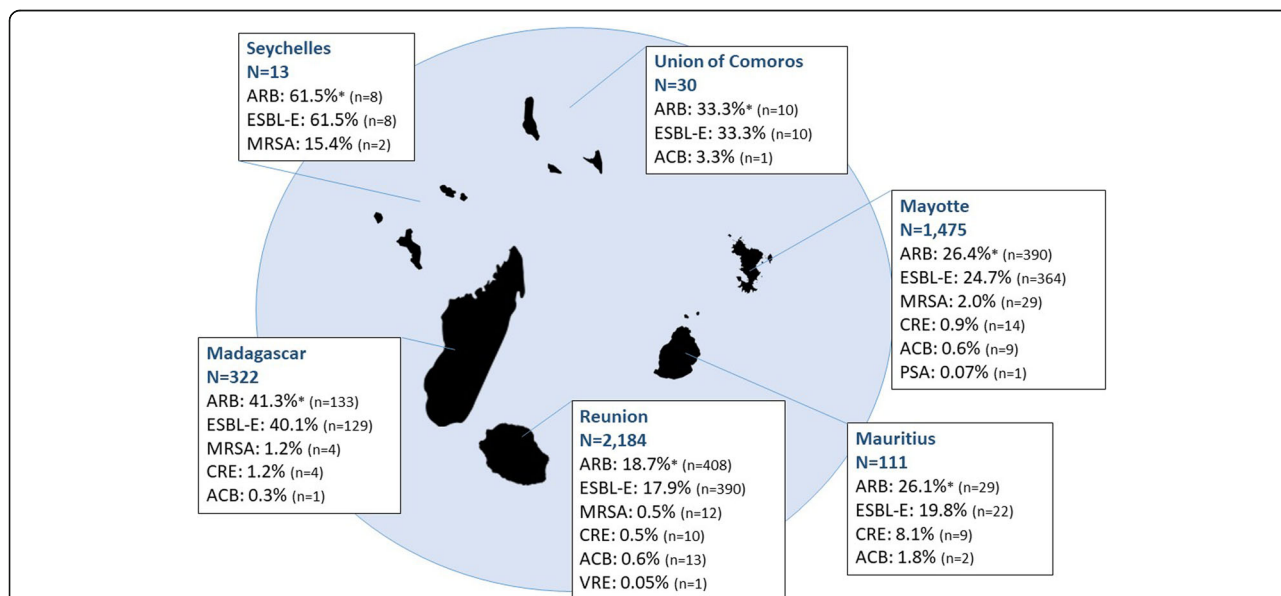 Seychelles
N=13
ARB: 61.5%* (n=8)
ESBL-E: 61.5% (n=8)
MRSA: 15.4% (n=2)
Union of Comoros
N=30
ARB: 33.3%* (n=10)
ESBL-E: 33.3% (n=10)
ACB: 3.3% (n=1)
Mayotte
N=1,475
ARB: 26.4%* (n=390)
ESBL-E: 24.7% (n=364)
MRSA: 2.0% (n=29)
CRE: 0.9% (n=14)
ACB: 0.6% (n=9)
PSA: 0.07% (n=1)
Madagascar
N=322
ARB: 41.3%* (n=133)
ESBL-E: 40.1% (n=129)
MRSA: 1.2% (n=4)
CRE: 1.2% (n=4)
ACB: 0.3% (n=1)
Reunion
N=2,184
ARB: 18.7%* (n=408)
ESBL-E: 17.9% (n=390)
MRSA: 0.5% (n=12)
CRE: 0.5% (n=10)
ACB: 0.6% (n=13)
VRE: 0.05% (n=1)
Mauritius
N=111
ARB: 26.1%* (n=29)
ESBL-E: 19.8% (n=22)
CRE: 8.1% (n=9)
ACB: 1.8% (n=2)